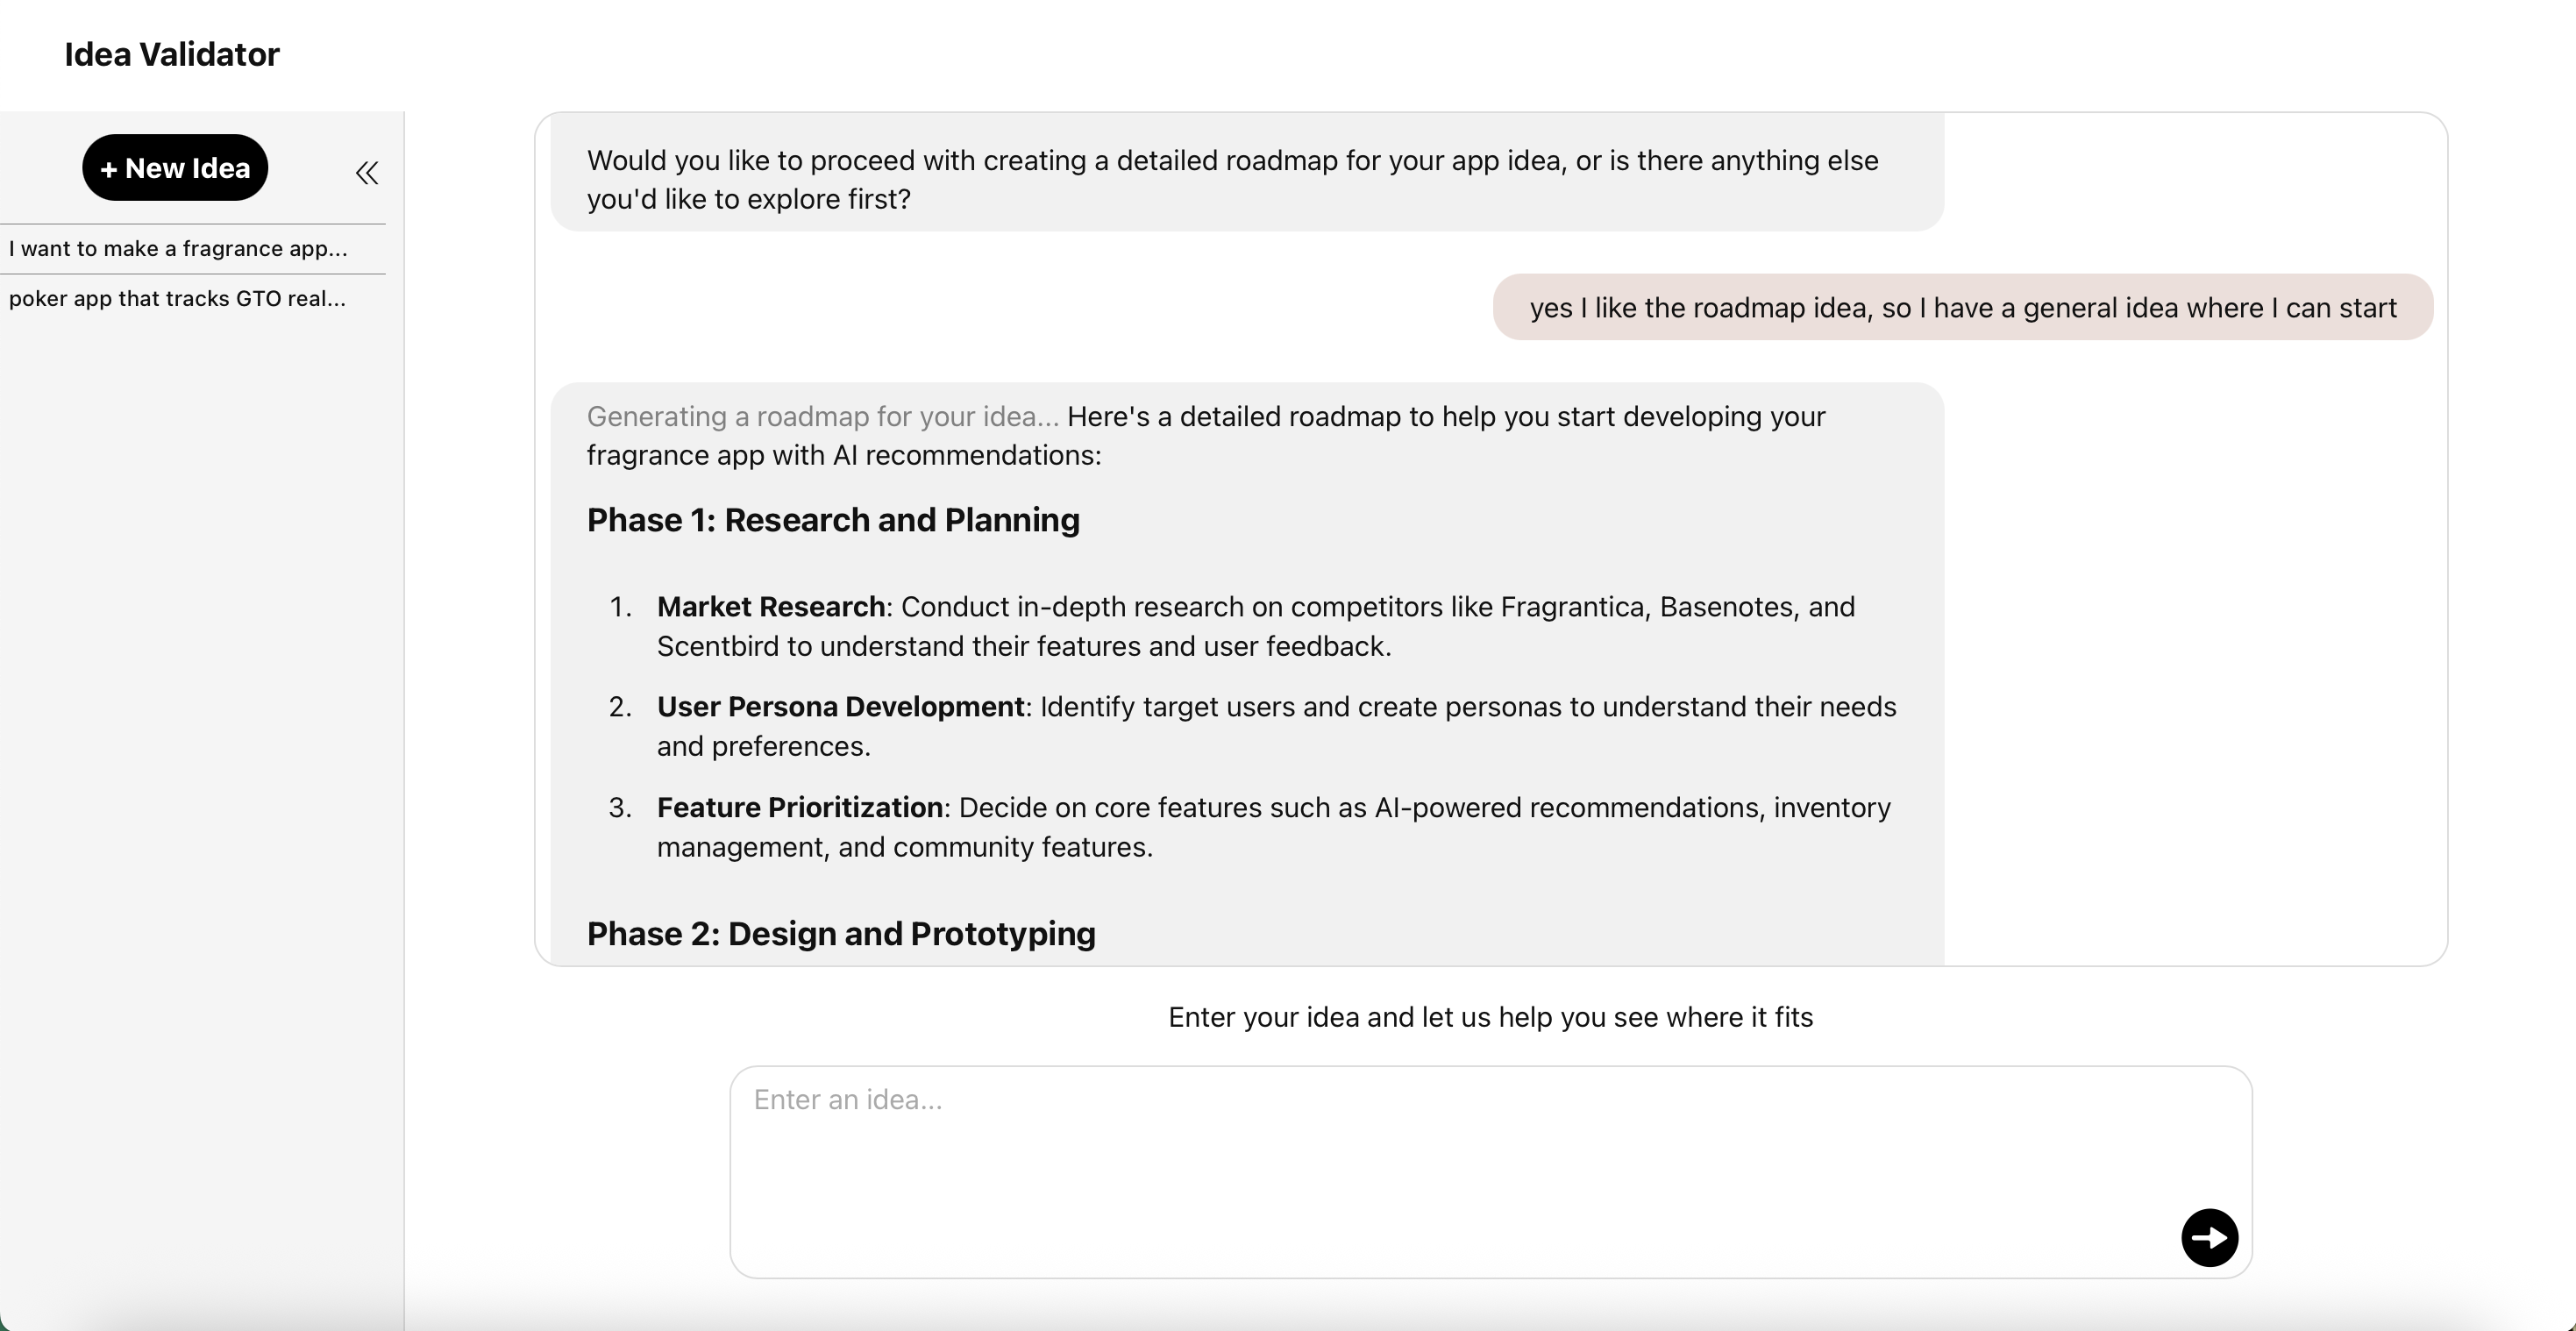 Idea Validator
+ New Idea
I want to make a fragrance app...
poker app that tracks GTO real...
Would you like to proceed with creating a detailed roadmap for your app idea, or is there anything else
you'd like to explore first?
yes I like the roadmap idea, so I have a general idea where I can start
Generating a roadmap for your idea... Here's a detailed roadmap to help you start developing your
fragrance app with AI recommendations:
Phase 1: Research and Planning
1. Market Research: Conduct in-depth research on competitors like Fragrantica, Basenotes, and
Scentbird to understand their features and user feedback.
2. User Persona Development: Identify target users and create personas to understand their needs
and preferences.
3. Feature Prioritization: Decide on core features such as AI-powered recommendations, inventory
management, and community features.
Phase 2: Design and Prototyping
Enter your idea and let us help you see where it fits
Enter an idea...